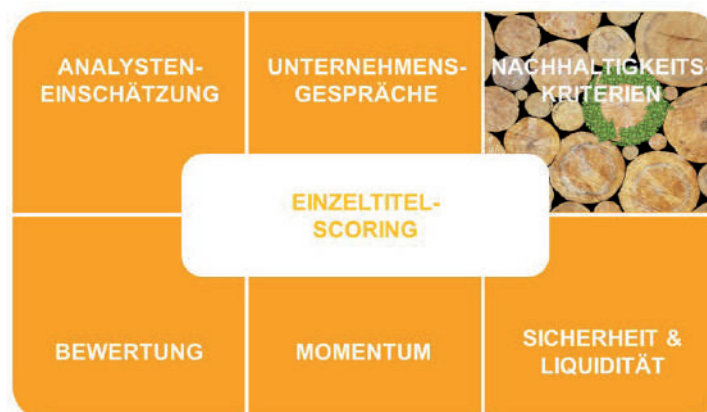 ANALYSTEN-
EINSCHÄTZUNG
UNTERNEHMENS-
GESPRÄCHE
NACHHALTIGKEITS-
KRITERIEN
EINZELTITEL-
SCORING
BEWERTUNG
MOMENTUM
SICHERHEIT &
LIQUIDITÄT